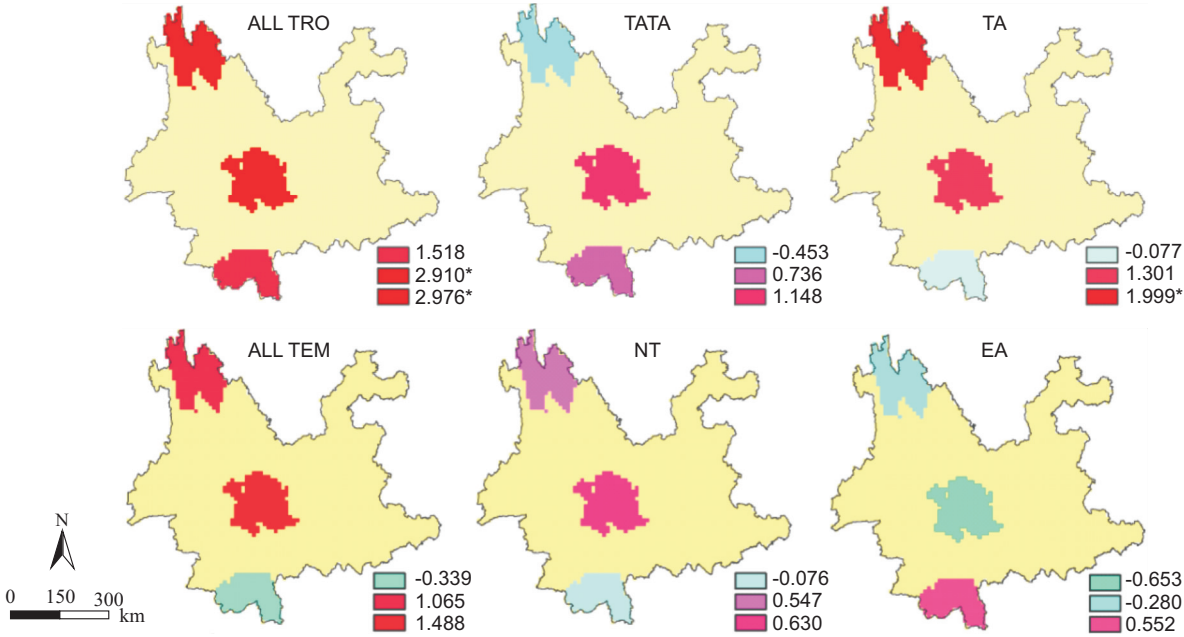 ALL TRO
TATA
TA
1.518
2.910*
2.976*
-0.453
0.736
1.148
-0.077
1.301
1.999*
ALL TEM
NT
EA
N
0 150 300
km
-0.339
1.065
1.488
-0.076
0.547
0.630
-0.653
-0.280
0.552